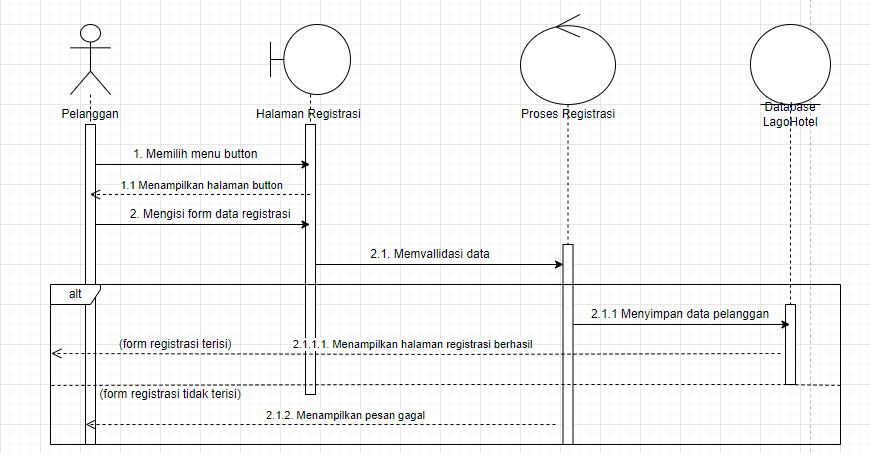 Pelanggan
Halaman Registrasi
Proses Registrasi
Database
LagoHotel
1. Memilih menu button
1.1 Menampilkan halaman button
2. Mengisi form data registrasi
2.1. Memvallidasi data
alt
2.1.1 Menyimpan data pelanggan
(form registrasi terisi)
2.1.1.1. Menampilkan halaman registrasi berhasil
(form registrasi tidak terisi)
2.1.2. Menampilkan pesan gagal